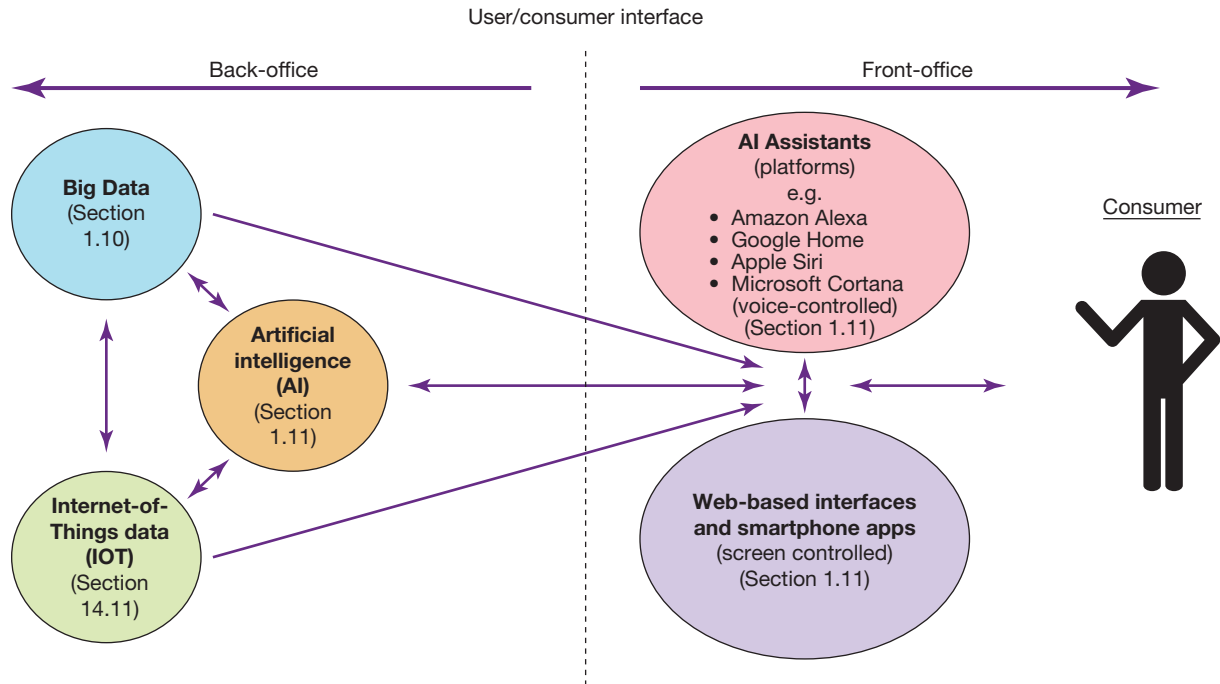 User/consumer interface
Back-office
Front-office
Big Data
(Section
1.10)
Artificial
intelligence
(AI)
(Section
1.11)
Internet-of-
Things data
(IOT)
(Section
14.11)
AI Assistants
(platforms)
e.g.
• Amazon Alexa
• Google Home
• Apple Siri
• Microsoft Cortana
(voice-controlled)
(Section 1.11)
Web-based interfaces
and smartphone apps
(screen controlled)
(Section 1.11)
Consumer